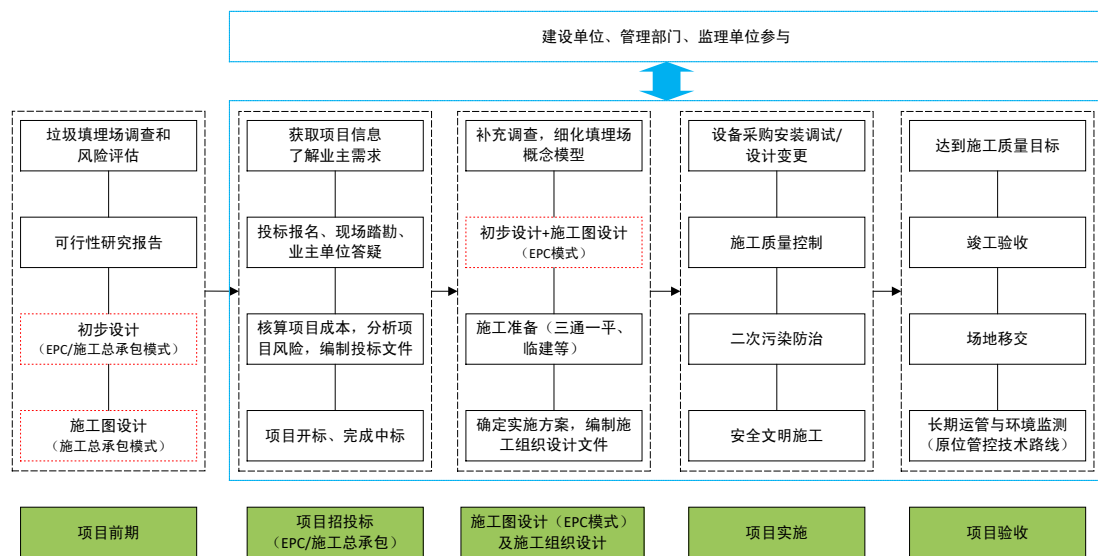 建设单位、管理部门、监理单位参与
垃圾填埋场调查和
风险评估
可行性研究报告
初步设计
（EPC/施工总承包模式）
施工图设计
（施工总承包模式）
项目前期
获取项目信息
了解业主需求
投标报名、现场踏勘、
业主单位答疑
核算项目成本，分析项
目风险，编制投标文件
项目开标、完成中标
项目招投标
（EPC/施工总承包）
补充调查，细化填埋场
概念模型
初步设计+施工图设计
（EPC模式）
施工准备（三通一平、
临建等）
确定实施方案，编制施
工组织设计文件
施工图设计（EPC模式）
及施工组织设计
设备采购安装调试/
设计变更
施工质量控制
二次污染防治
安全文明施工
项目实施
达到施工质量目标
竣工验收
场地移交
长期运管与环境监测
（原位管控技术路线）
项目验收